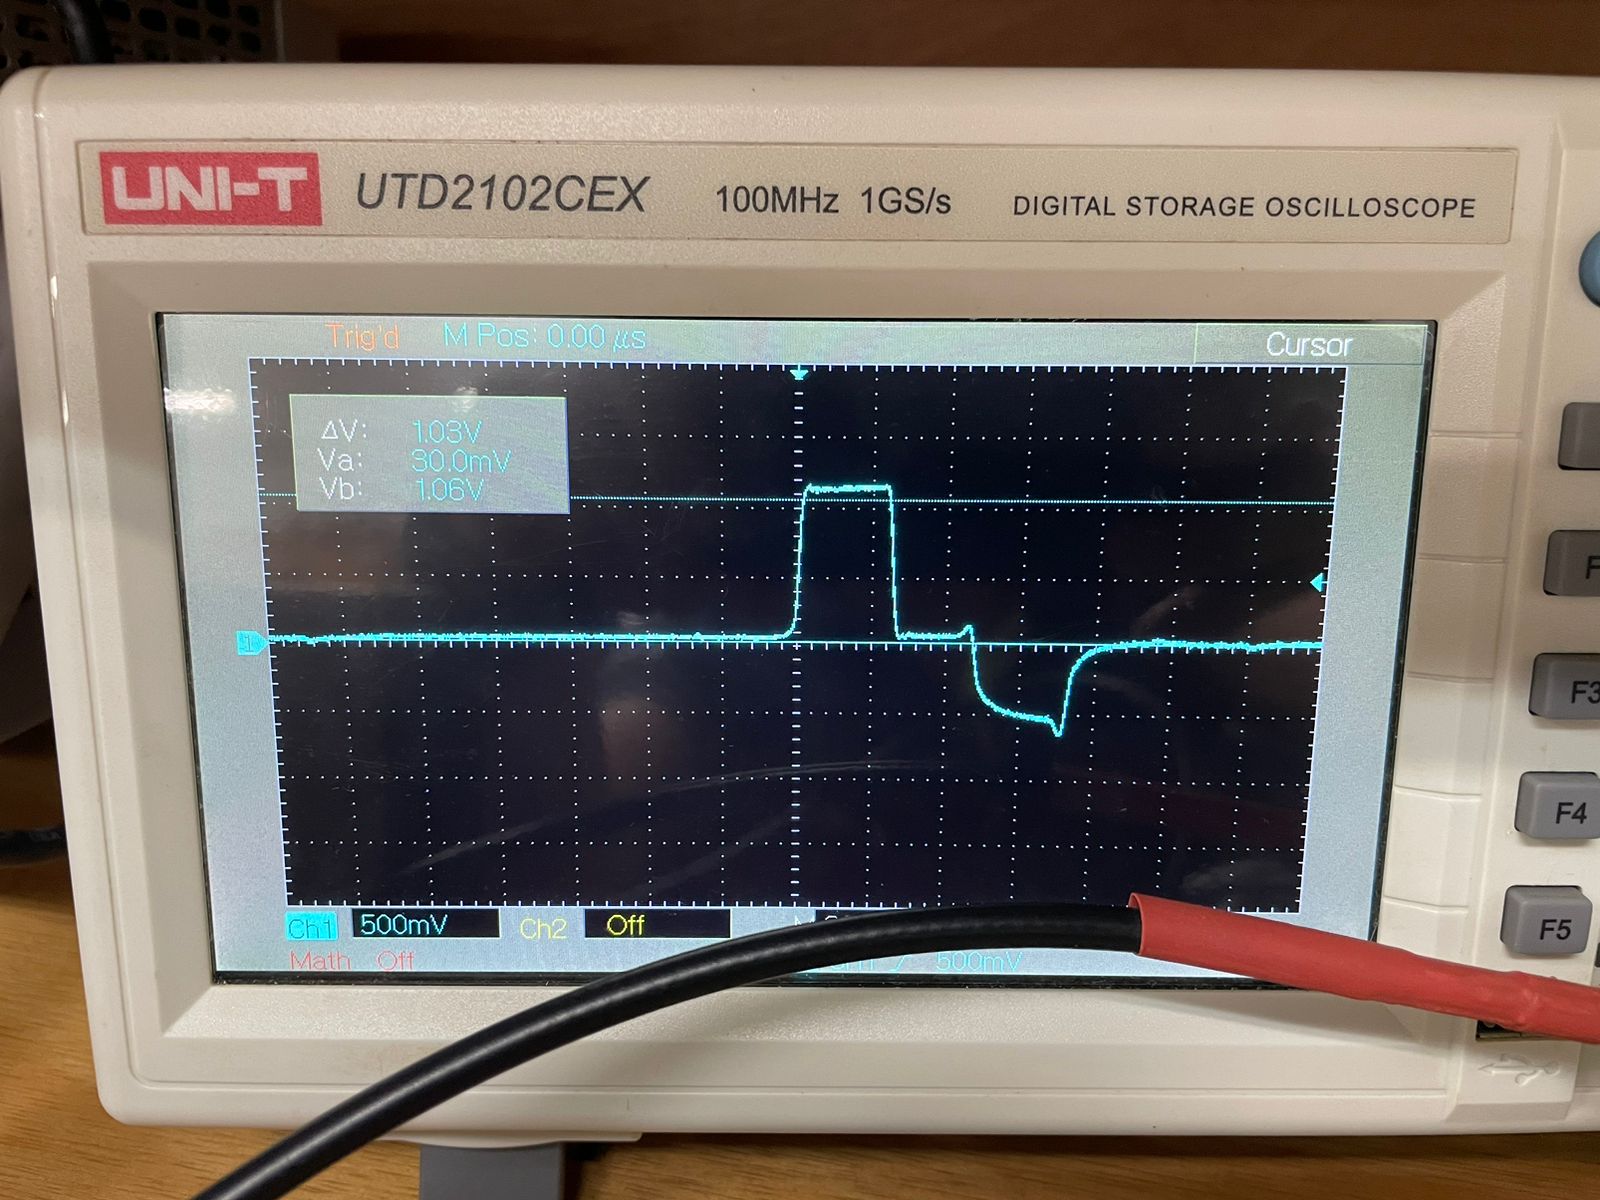 UNI-T UTD2102CEX 100MHz 1GS/s DIGITAL STORAGE OSCILLOSCOPE
Trig'd M Pos: 0.00 μs Cursor
ΔV: 1.03V
Va: 30.0mV
Vb: 1.06V
1
F3
F4
F5
Ch1 500mV Ch2 Off
Math Off 500mV